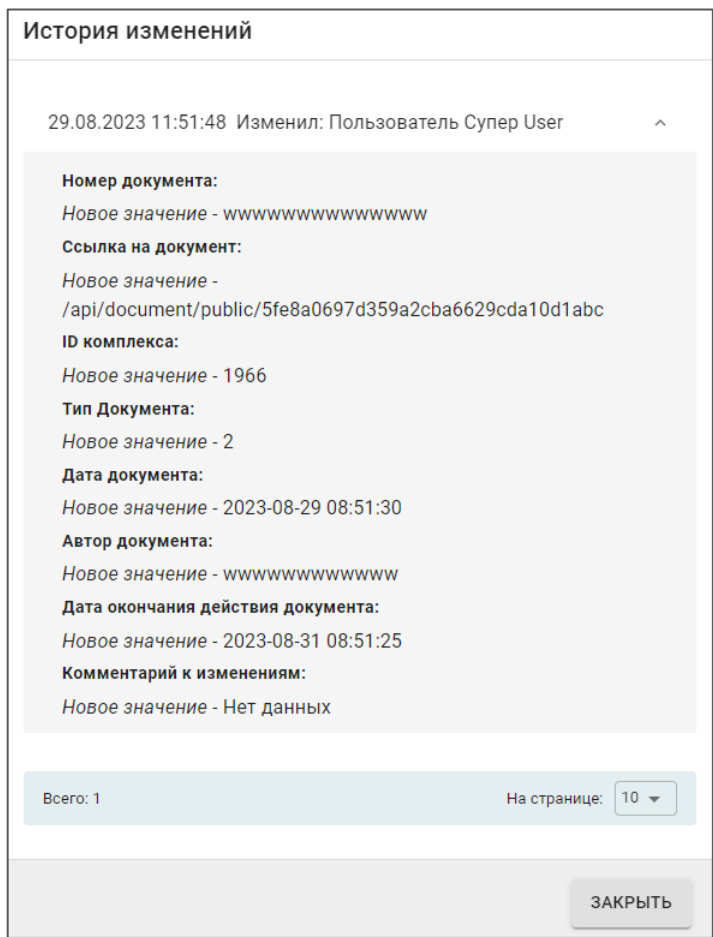 История изменений
29.08.2023 11:51:48 Изменил: Пользователь Супер User
Номер документа:
Новое значение - wwwwwwwwwwwwww
Ссылка на документ:
Новое значение -
/api/document/public/5fe8a0697d359a2cba6629cda10d1abc
ID комплекса:
Новое значение - 1966
Тип Документа:
Новое значение - 2
Дата документа:
Новое значение - 2023-08-29 08:51:30
Автор документа:
Новое значение - wwwwwwwwwwww
Дата окончания действия документа:
Новое значение - 2023-08-31 08:51:25
Комментарий к изменениям:
Новое значение - Нет данных
Всего: 1
На странице: 10
ЗАКРЫТЬ